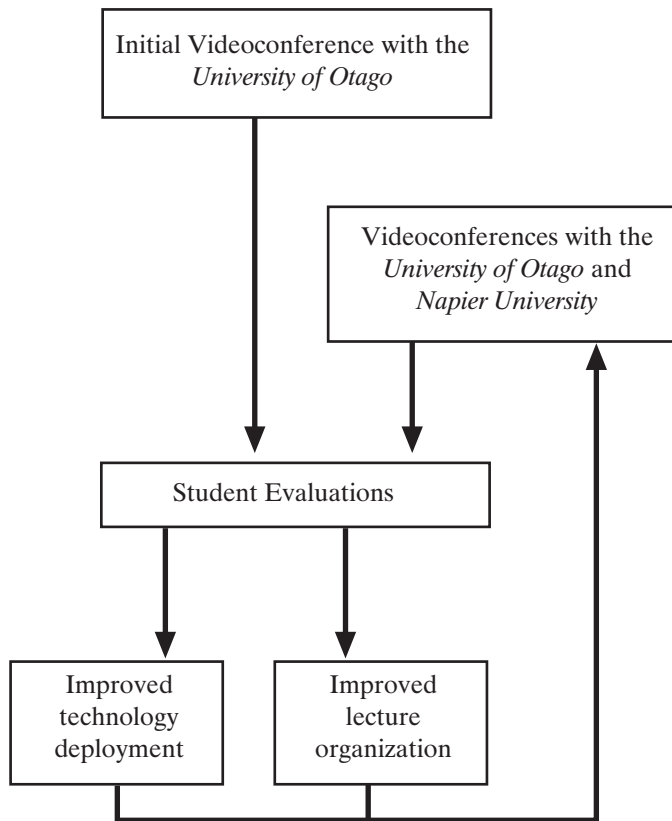 Initial Videoconference with the
University of Otago
Videoconferences with the
University of Otago and
Napier University
Student Evaluations
Improved
technology
deployment
Improved
lecture
organization